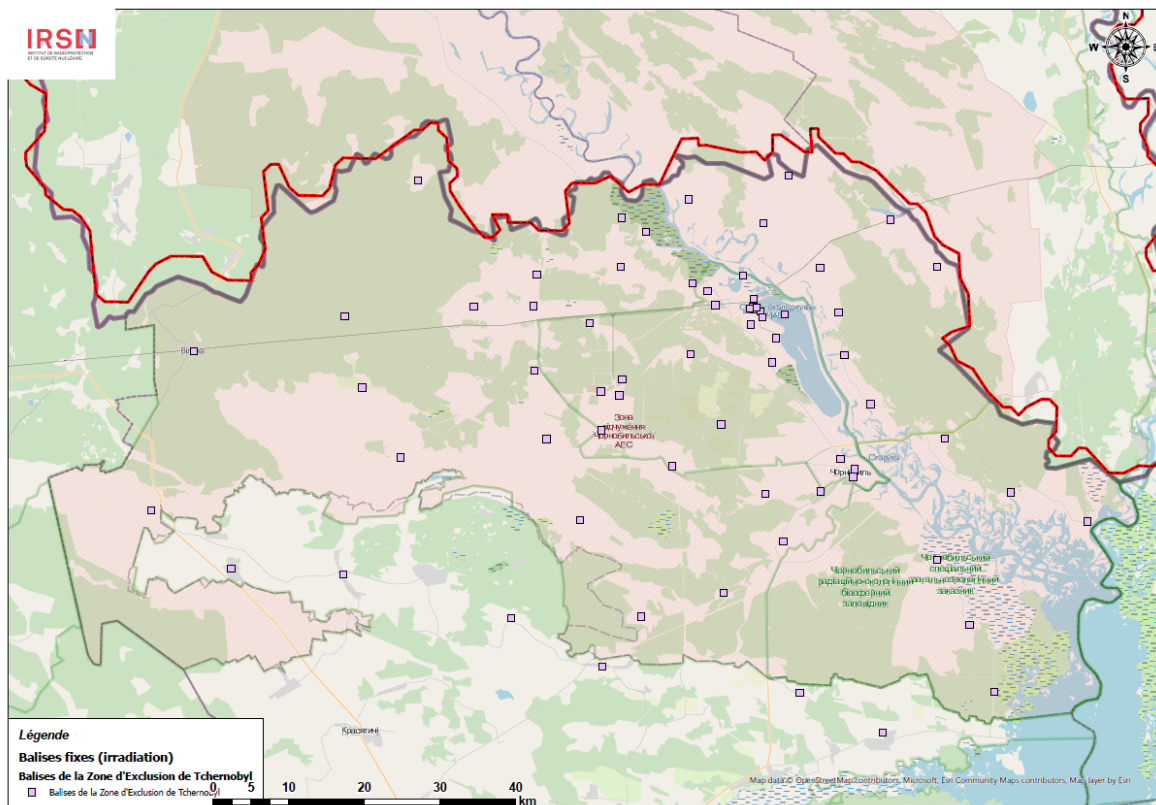 IRSN
INSTITUT DE RADIOPROTECTION
ET DE SÛRETÉ NUCLÉAIRE
N
W
E
S
Зона
відчуження
Чорнобильської
АЕС
Чорнобиль
Чорнобильський
радіаційно-екологічний
біосферний
заповідник
Чорнобильський
спеціальний
загальнозоологічний
заказник
Красятичі
Légende
Balises fixes (irradiation)
Balises de la Zone d'Exclusion de Tchernobyl
Balises de la Zone d'Exclusion de Tchernobyl
0 5 10 20 30 40
km
Map data © OpenStreetMap contributors, Microsoft, Esri Community Maps contributors, Map layer by Esri